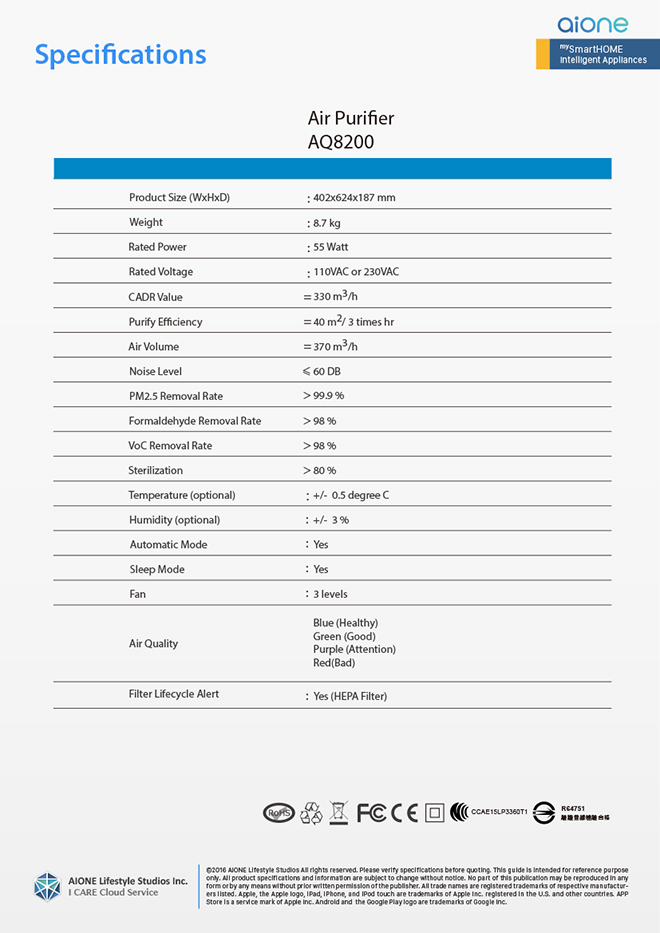 aione
mySmartHOME
Intelligent Appliances
Specifications
Air Purifier
AQ8200
Product Size (WxHxD) : 402x624x187 mm
Weight : 8.7 kg
Rated Power : 55 Watt
Rated Voltage : 110VAC or 230VAC
CADR Value = 330 m³/h
Purify Efficiency = 40 m²/ 3 times hr
Air Volume = 370 m³/h
Noise Level ≤ 60 DB
PM2.5 Removal Rate > 99.9 %
Formaldehyde Removal Rate > 98 %
VoC Removal Rate > 98 %
Sterilization > 80 %
Temperature (optional) : +/- 0.5 degree C
Humidity (optional) : +/- 3 %
Automatic Mode : Yes
Sleep Mode : Yes
Fan : 3 levels
Air Quality
Blue (Healthy)
Green (Good)
Purple (Attention)
Red(Bad)
Filter Lifecycle Alert : Yes (HEPA Filter)
RoHS FC CE CCAE15LP3360T1 R64751
AIONE Lifestyle Studios Inc.
I CARE Cloud Service
©2016 AIONE Lifestyle Studios All rights reserved. Please verify specifications before quoting. This guide is intended for reference purpose
only. All product specifications and information are subject to change without notice. No part of this publication may be reproduced in any
form or by any means without prior written permission of the publisher. All trade names are registered trademarks of respective manufactur-
ers listed. Apple, the Apple logo, iPad, iPhone, and iPod touch are trademarks of Apple Inc. registered in the U.S. and other countries. APP
Store is a service mark of Apple Inc. Android and the Google Play logo are trademarks of Google Inc.